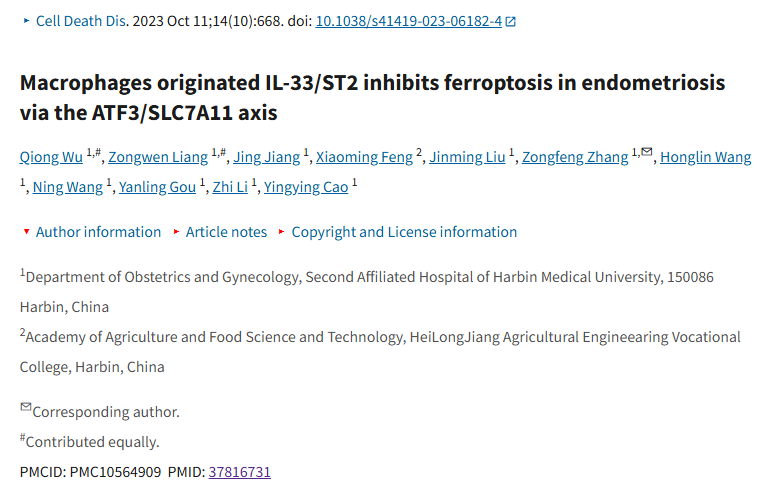 Cell Death Dis. 2023 Oct 11;14(10):668. doi: 10.1038/s41419-023-06182-4
Macrophages originated IL-33/ST2 inhibits ferroptosis in endometriosis
via the ATF3/SLC7A11 axis
Qiong Wu 1,#, Zongwen Liang 1,#, Jing Jiang 1, Xiaoming Feng 2, Jinming Liu 1, Zongfeng Zhang 1,✉, Honglin Wang
1, Ning Wang 1, Yanling Gou 1, Zhi Li 1, Yingying Cao 1
Author information Article notes Copyright and License information
1Department of Obstetrics and Gynecology, Second Affiliated Hospital of Harbin Medical University, 150086
Harbin, China
2Academy of Agriculture and Food Science and Technology, HeiLongJiang Agricultural Engineearing Vocational
College, Harbin, China
✉Corresponding author.
#Contributed equally.
PMCID: PMC10564909 PMID: 37816731